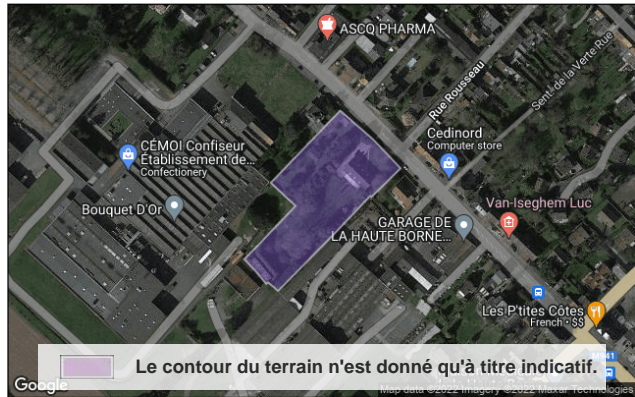 ASCQ PHARMA
Rue Rousseau
Sent. de la Verte Rue
CÉMOI Confiseur
Établissement de...
Confectionery
Cedinord
Computer store
Bouquet D'Or
Van-Iseghem Luc
GARAGE DE
LA HAUTE BORNE...
Les P'tites Côtes
French • $$
M941
Le contour du terrain n'est donné qu'à titre indicatif.
Google
Map data ©2022 Imagery ©2022 Maxar Technologies